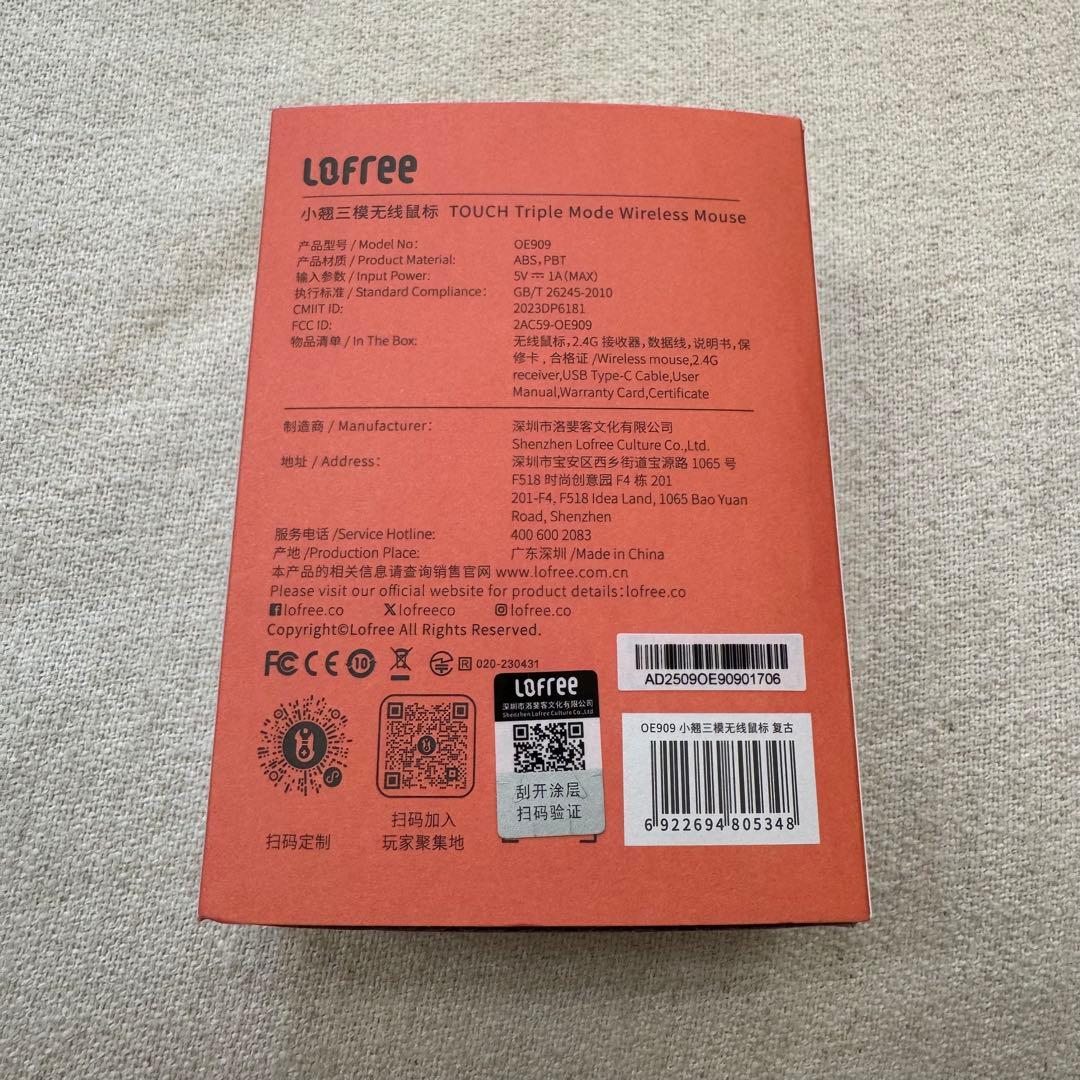 LOFree
小翘三模无线鼠标 TOUCH Triple Mode Wireless Mouse
产品型号 / Model No: OE909
产品材质 / Product Material: ABS, PBT
输入参数 / Input Power: 5V ⎓ 1A(MAX)
执行标准 / Standard Compliance: GB/T 26245-2010
CMIIT ID: 2023DP6181
FCC ID: 2AC59-OE909
物品清单 / In The Box: 无线鼠标, 2.4G 接收器, 数据线, 说明书, 保
修卡 , 合格证 /Wireless mouse,2.4G
receiver,USB Type-C Cable,User
Manual,Warranty Card,Certificate
制造商 / Manufacturer: 深圳市洛斐客文化有限公司
Shenzhen Lofree Culture Co.,Ltd.
地址 / Address: 深圳市宝安区西乡街道宝源路 1065 号
F518 时尚创意园 F4 栋 201
201-F4, F518 Idea Land, 1065 Bao Yuan
Road, Shenzhen
服务电话 /Service Hotline: 400 600 2083
产地 /Production Place: 广东深圳 /Made in China
本产品的相关信息请查询销售官网 www.lofree.com.cn
Please visit our official website for product details:lofree.co
lofree.co X lofreeco lofree.co
Copyright©Lofree All Rights Reserved.
FC CE 10 R 020-230431
AD2509OE90901706
LOFree
深圳市洛斐客文化有限公司
Shenzhen Lofree Culture Co.,Ltd
刮开涂层
扫码验证
OE909 小翘三模无线鼠标 复古
6 922694 805348
扫码定制
扫码加入
玩家聚集地